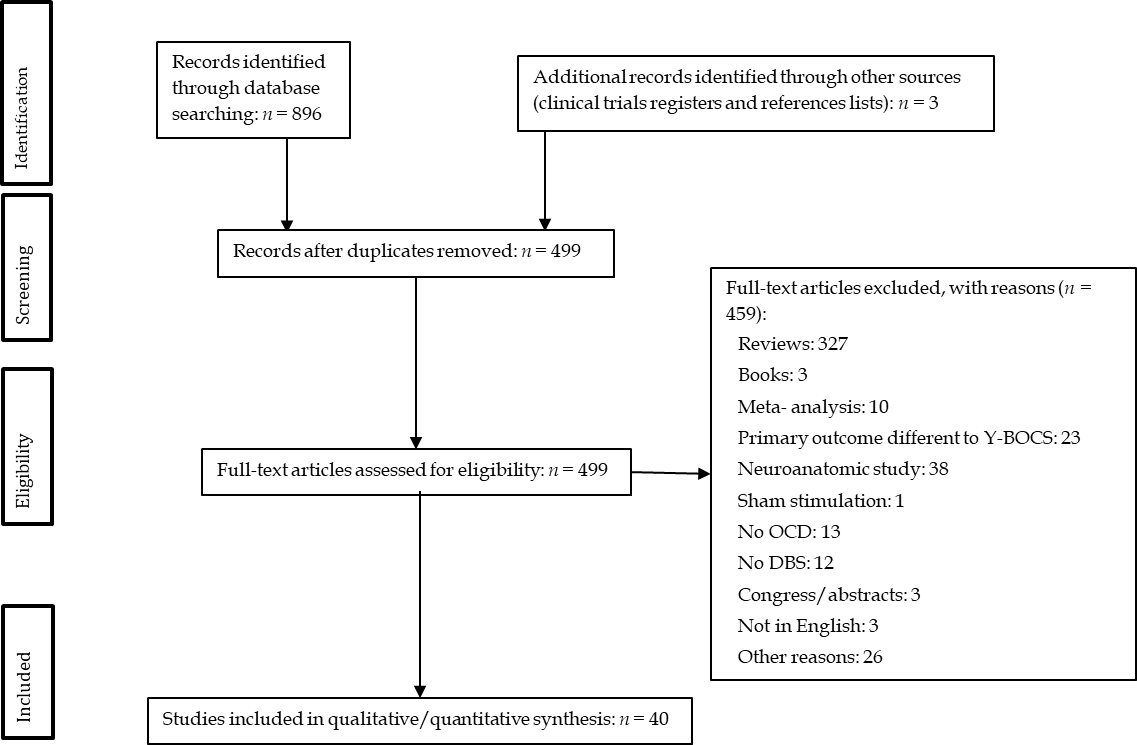 Identification
Records identified
through database
searching: n = 896
Additional records identified through other sources
(clinical trials registers and references lists): n = 3
Screening
Records after duplicates removed: n = 499
Full-text articles excluded, with reasons (n =
459):
Reviews: 327
Books: 3
Meta- analysis: 10
Primary outcome different to Y-BOCS: 23
Neuroanatomic study: 38
Sham stimulation: 1
No OCD: 13
No DBS: 12
Congress/abstracts: 3
Not in English: 3
Other reasons: 26
Eligibility
Full-text articles assessed for eligibility: n = 499
Included
Studies included in qualitative/quantitative synthesis: n = 40